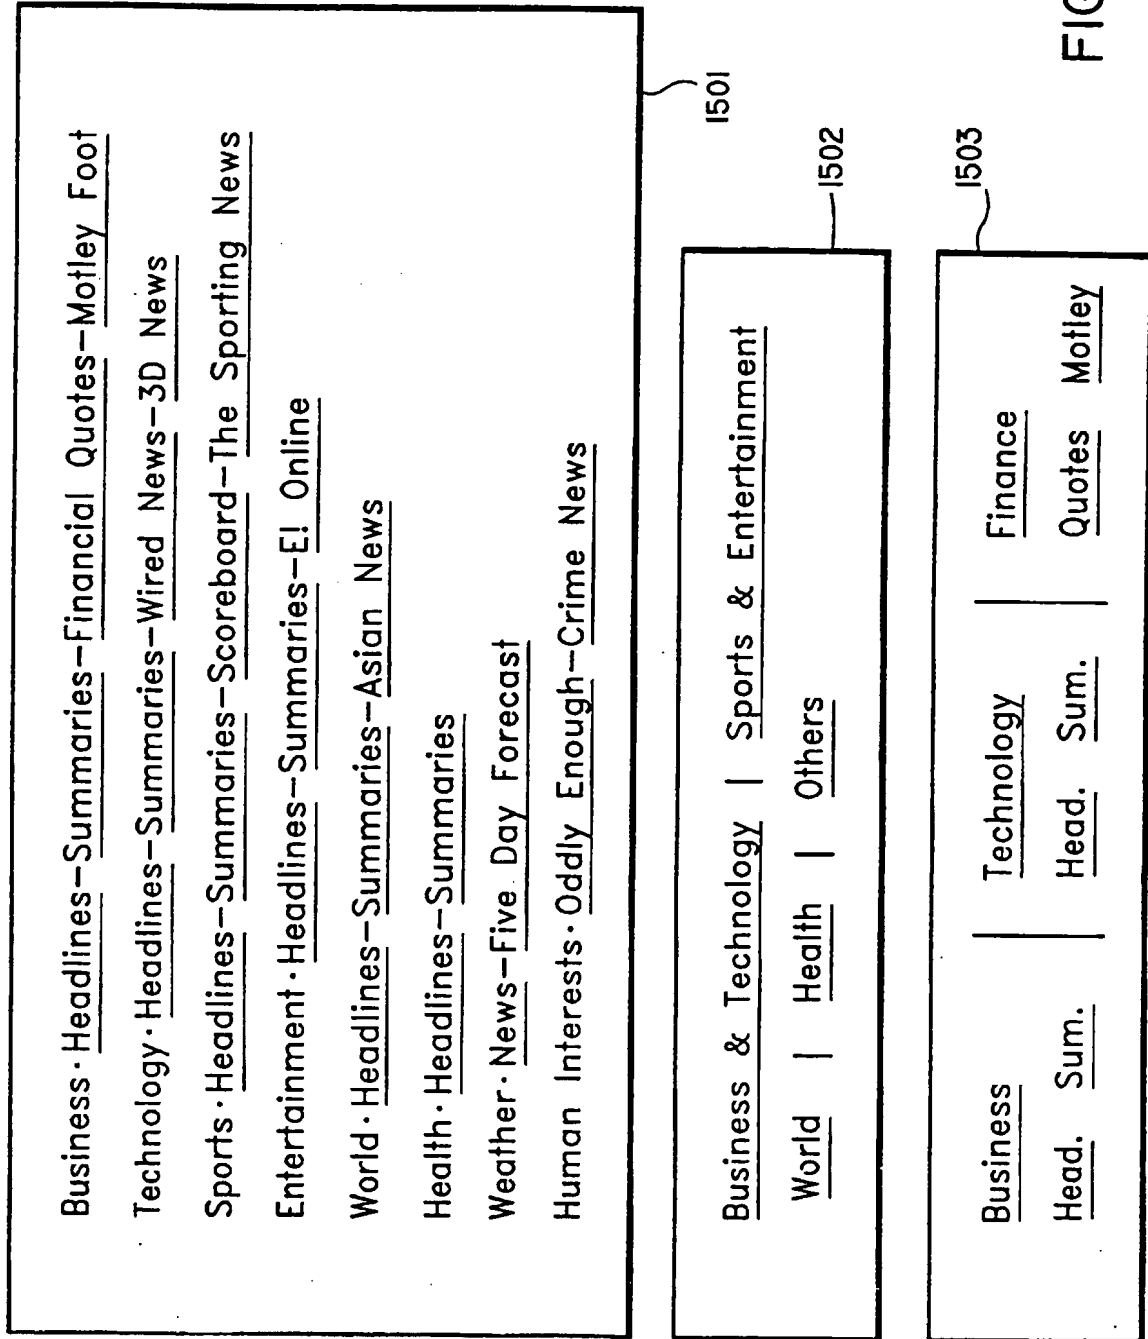 Business · Headlines–Summaries–Financial Quotes–Motley Foot
Technology · Headlines–Summaries–Wired News–3D News
Sports · Headlines–Summaries–Scoreboard–The Sporting News
Entertainment · Headlines–Summaries–E! Online
World · Headlines–Summaries–Asian News
Health · Headlines–Summaries
Weather · News–Five Day Forecast
Human Interests · Oddly Enough–Crime News
1501
Business & Technology | Sports & Entertainment
World | Health | Others
1502
1503
Business | Technology | Finance
Head. Sum. | Head. Sum. | Quotes Motley
FIG